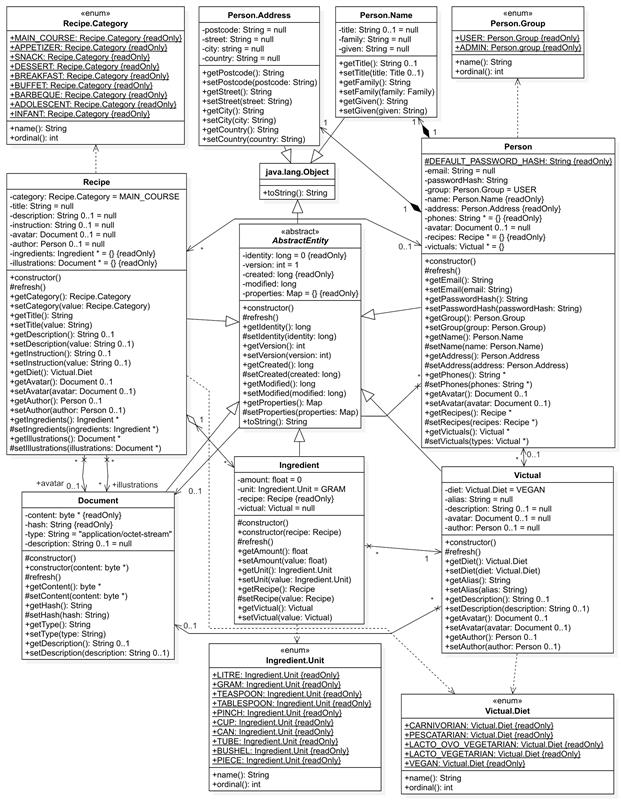 «enum»
Recipe.Category
+MAIN_COURSE: Recipe.Category {readOnly}
+APPETIZER: Recipe.Category {readOnly}
+SNACK: Recipe.Category {readOnly}
+DESSERT: Recipe.Category {readOnly}
+BREAKFAST: Recipe.Category {readOnly}
+BUFFET: Recipe.Category {readOnly}
+BARBEQUE: Recipe.Category {readOnly}
+ADOLESCENT: Recipe.Category {readOnly}
+INFANT: Recipe.Category {readOnly}
+name(): String
+ordinal(): int
Person.Address
-postcode: String = null
-street: String = null
-city: string = null
-country: String = null
+getPostcode(): String
+setPostcode(postcode: String)
+getStreet(): String
+setStreet(street: String)
+getCity(): String
+setCity(city: String)
+getCountry(): String
+setCountry(country: String)
Person.Name
-title: String 0..1 = null
-family: String = null
-given: String = null
+getTitle(): String 0..1
+setTitle(title: Title 0..1)
+getFamily(): String
+setFamily(family: Family)
+getGiven(): String
+setGiven(given: String)
«enum»
Person.Group
+USER: Person.Group {readOnly}
+ADMIN: Person.group {readOnly}
+name(): String
+ordinal(): int
1
1
1
1
java.lang.Object
+toString(): String
Person
#DEFAULT_PASSWORD_HASH: String {readOnly}
-email: String = null
-passwordHash: String
-group: Person.Group = USER
-name: Person.Name {readOnly}
-address: Person.Address {readOnly}
-phones: String * = {} {readOnly}
-avatar: Document 0..1 = null
-recipes: Recipe * = {} {readOnly}
-victuals: Victual * = {}
+constructor()
#refresh()
+getEmail(): String
+setEmail(email: String)
+getPasswordHash(): String
+setPasswordHash(passwordHash: String)
+getGroup(): Person.Group
+setGroup(group: Person.Group)
+getName(): Person.Name
#setName(name: Person.Name)
+getAddress(): Person.Address
#setAddress(address: Person.Address)
+getPhones(): String *
#setPhones(phones: String *)
+getAvatar(): Document 0..1
+setAvatar(avatar: Document 0..1)
+getRecipes(): Recipe *
#setRecipes(recipes: Recipe *)
+getVictuals(): Victual *
#setVictuals(types: Victual *)
Recipe
-category: Recipe.Category = MAIN_COURSE
-title: String = null
-description: String 0..1 = null
-instruction: String 0..1 = null
-avatar: Document 0..1 = null
-author: Person 0..1 = null
-ingredients: Ingredient * = {} {readOnly}
-illustrations: Document * = {} {readOnly}
+constructor()
#refresh()
+getCategory(): Recipe.Category
+setCategory(value: Recipe.Category)
+getTitle(): String
+setTitle(value: String)
+getDescription(): String 0..1
+setDescription(value: String 0..1)
+getInstruction(): String 0..1
+setInstruction(value: String 0..1)
+getDiet(): Victual.Diet
+getAvatar(): Document 0..1
+setAvatar(avatar: Document 0..1)
+getAuthor(): Person 0..1
+setAuthor(author: Person 0..1)
+getIngredients(): Ingredient *
#setIngredients(ingredients: Ingredient *)
+getIllustrations(): Document *
#setIllustrations(illustrations: Document *)
*
0..1
«abstract»
AbstractEntity
-identity: long = 0 {readOnly}
-version: int = 1
-created: long {readOnly}
-modified: long
-properties: Map = {} {readOnly}
+constructor()
#refresh()
+getIdentity(): long
#setIdentity(identity: long)
+getVersion(): int
+setVersion(version: int)
+getCreated(): long
#setCreated(created: long)
+getModified(): long
+setModified(modified: long)
+getProperties(): Map
#setProperties(properties: Map)
+toString(): String
*
1
*
*
*
*
*
+avatar
0..1
+illustrations
*
0..1
*
0..1
Ingredient
-amount: float = 0
-unit: Ingredient.Unit = GRAM
-recipe: Recipe {readOnly}
-victual: Victual = null
#constructor()
+constructor(recipe: Recipe)
#refresh()
+getAmount(): float
+setAmount(value: float)
+getUnit(): Ingredient.Unit
+setUnit(value: Ingredient.Unit)
+getRecipe(): Recipe
#setRecipe(value: Recipe)
+getVictual(): Victual
+setVictual(value: Victual)
Victual
-diet: Victual.Diet = VEGAN
-alias: String = null
-description: String 0..1 = null
-avatar: Document 0..1 = null
-author: Person 0..1 = null
+constructor()
#refresh()
+getDiet(): Victual.Diet
+setDiet(diet: Victual.Diet)
+getAlias(): String
+setAlias(alias: String)
+getDescription(): String 0..1
+setDescription(description: String 0..1)
+getAvatar(): Document 0..1
+setAvatar(avatar: Document 0..1)
+getAuthor(): Person 0..1
+setAuthor(author: Person 0..1)
Document
-content: byte * {readOnly}
-hash: String {readOnly}
-type: String = "application/octet-stream"
-description: String 0..1 = null
#constructor()
+constructor(content: byte *)
#refresh()
+getContent(): byte *
#setContent(content: byte *)
+getHash(): String
#setHash(hash: String)
+getType(): String
+setType(type: String)
+getDescription(): String 0..1
+setDescription(description: String 0..1)
*
1
0..1
*
«enum»
Ingredient.Unit
+LITRE: Ingredient.Unit {readOnly}
+GRAM: Ingredient.Unit {readOnly}
+TEASPOON: Ingredient.Unit {readOnly}
+TABLESPOON: Ingredient.Unit {readOnly}
+PINCH: Ingredient.Unit {readOnly}
+CUP: Ingredient.Unit {readOnly}
+CAN: Ingredient.Unit {readOnly}
+TUBE: Ingredient.Unit {readOnly}
+BUSHEL: Ingredient.Unit {readOnly}
+PIECE: Ingredient.Unit {readOnly}
+name(): String
+ordinal(): int
«enum»
Victual.Diet
+CARNIVORIAN: Victual.Diet {readOnly}
+PESCATARIAN: Victual.Diet {readOnly}
+LACTO_OVO_VEGETARIAN: Victual.Diet {readOnly}
+LACTO_VEGETARIAN: Victual.Diet {readOnly}
+VEGAN: Victual.Diet {readOnly}
+name(): String
+ordinal(): int